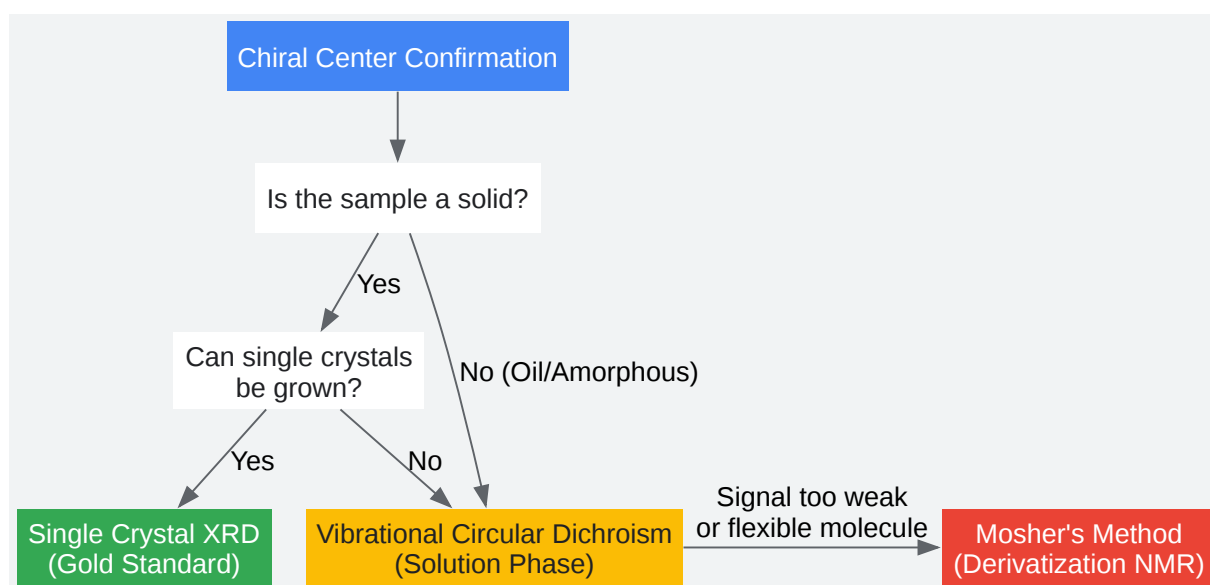 Chiral Center Confirmation
Is the sample a solid?
Yes
Can single crystals
be grown?
No (Oil/Amorphous)
Yes
No
Single Crystal XRD
(Gold Standard)
Vibrational Circular Dichroism
(Solution Phase)
Signal too weak
or flexible molecule
Mosher's Method
(Derivatization NMR)